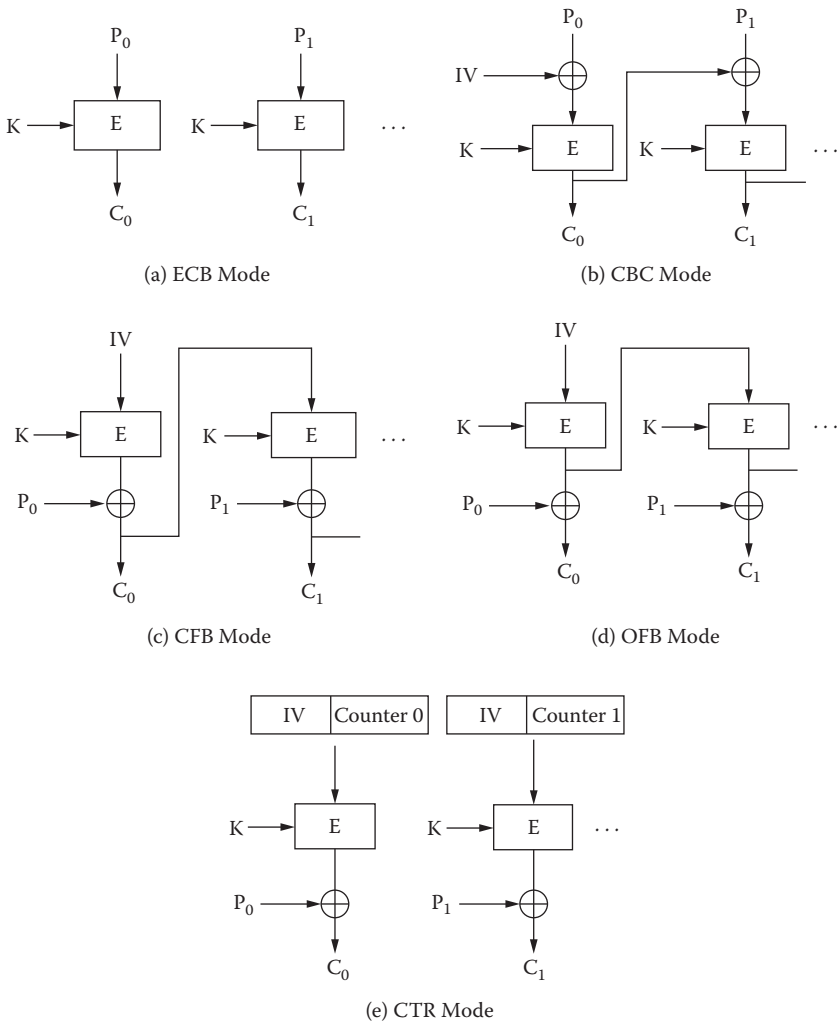 P0 P1
K E K E ...
C0 C1
(a) ECB Mode
P0 P1
IV
K E K E ...
C0 C1
(b) CBC Mode
IV
K E K E ...
P0 P1
C0 C1
(c) CFB Mode
IV
K E K E ...
P0 P1
C0 C1
(d) OFB Mode
IV Counter 0 IV Counter 1
K E K E ...
P0 P1
C0 C1
(e) CTR Mode